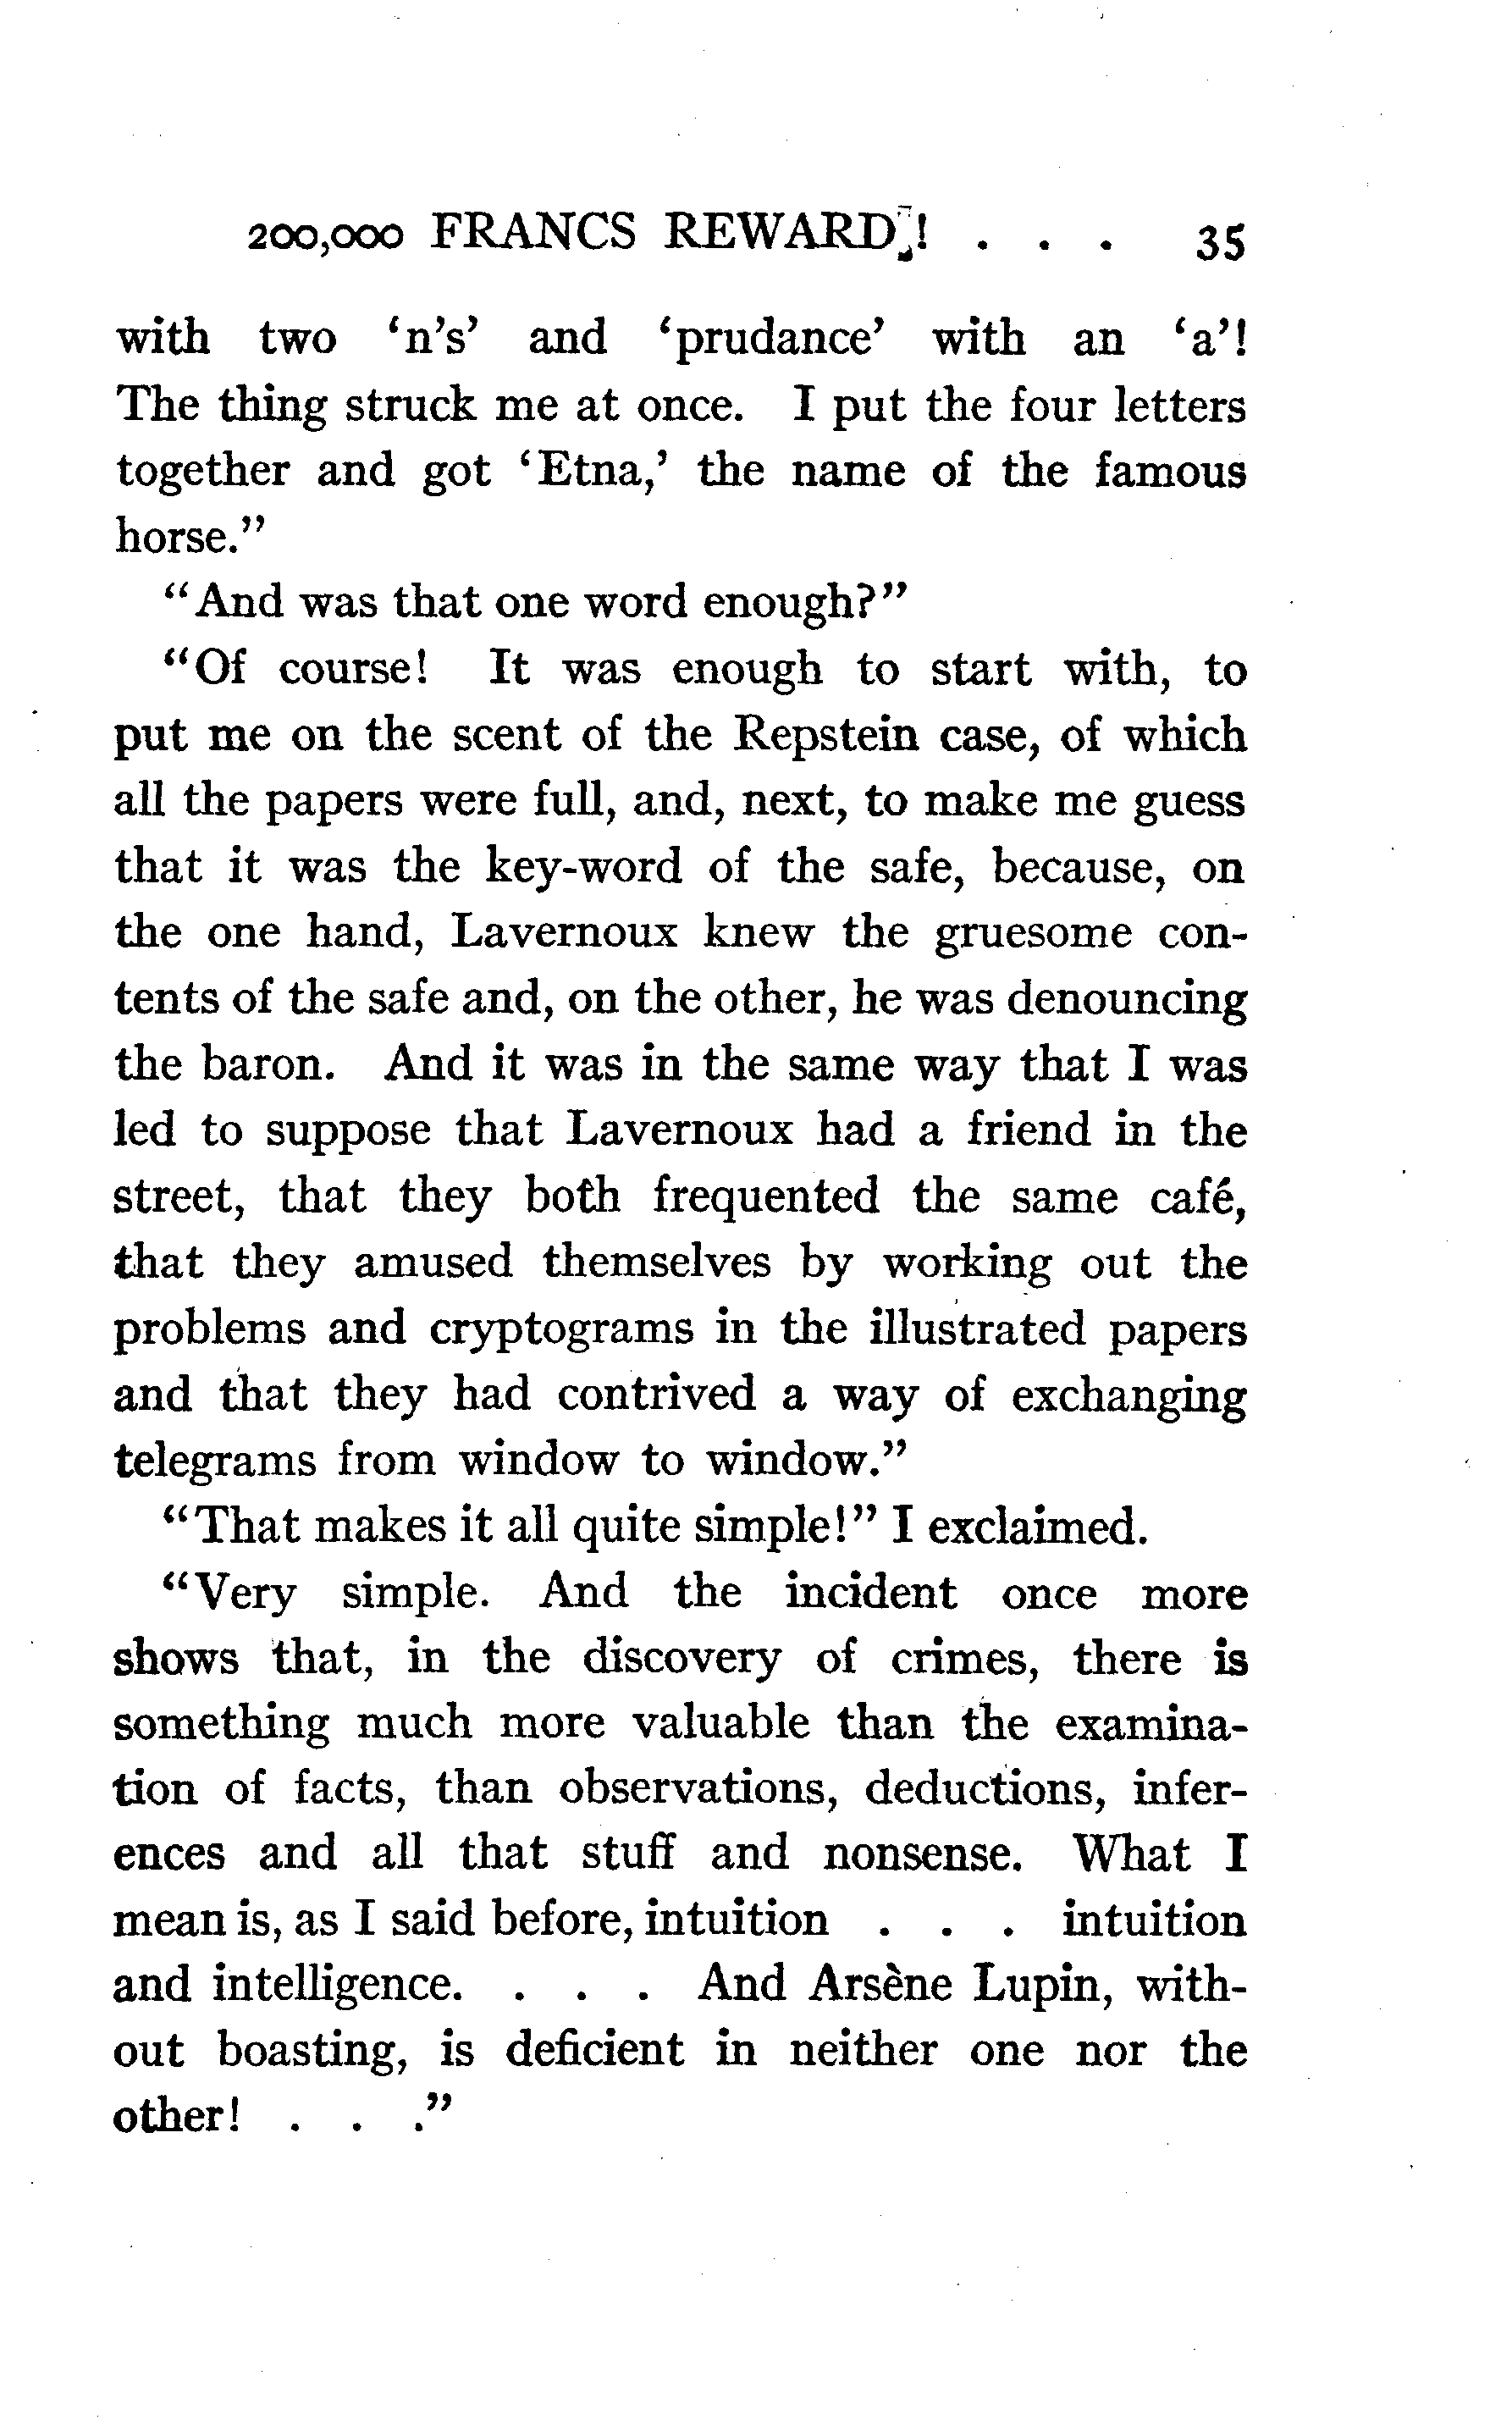 200,000 FRANCS REWARD! . . . 35
with two 'n's' and 'prudance' with an 'a'!
The thing struck me at once. I put the four letters
together and got 'Etna,' the name of the famous
horse."
"And was that one word enough?"
"Of course! It was enough to start with, to
put me on the scent of the Repstein case, of which
all the papers were full, and, next, to make me guess
that it was the key-word of the safe, because, on
the one hand, Lavernoux knew the gruesome con-
tents of the safe and, on the other, he was denouncing
the baron. And it was in the same way that I was
led to suppose that Lavernoux had a friend in the
street, that they both frequented the same café,
that they amused themselves by working out the
problems and cryptograms in the illustrated papers
and that they had contrived a way of exchanging
telegrams from window to window."
"That makes it all quite simple!" I exclaimed.
"Very simple. And the incident once more
shows that, in the discovery of crimes, there is
something much more valuable than the examina-
tion of facts, than observations, deductions, infer-
ences and all that stuff and nonsense. What I
mean is, as I said before, intuition . . . intuition
and intelligence. . . . And Arsène Lupin, with-
out boasting, is deficient in neither one nor the
other! . . ."